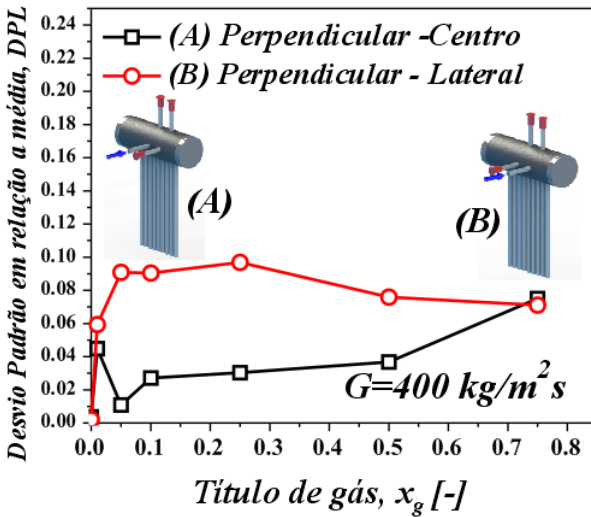 Desvio Padrão em relação a média, DPL
0.24
0.22
0.20
0.18
0.16
0.14
0.12
0.10
0.08
0.06
0.04
0.02
0.00
(A) Perpendicular -Centro
(B) Perpendicular - Lateral
(A)
(B)
G=400 kg/m²s
0.0 0.1 0.2 0.3 0.4 0.5 0.6 0.7 0.8
Título de gás, x_g [-]